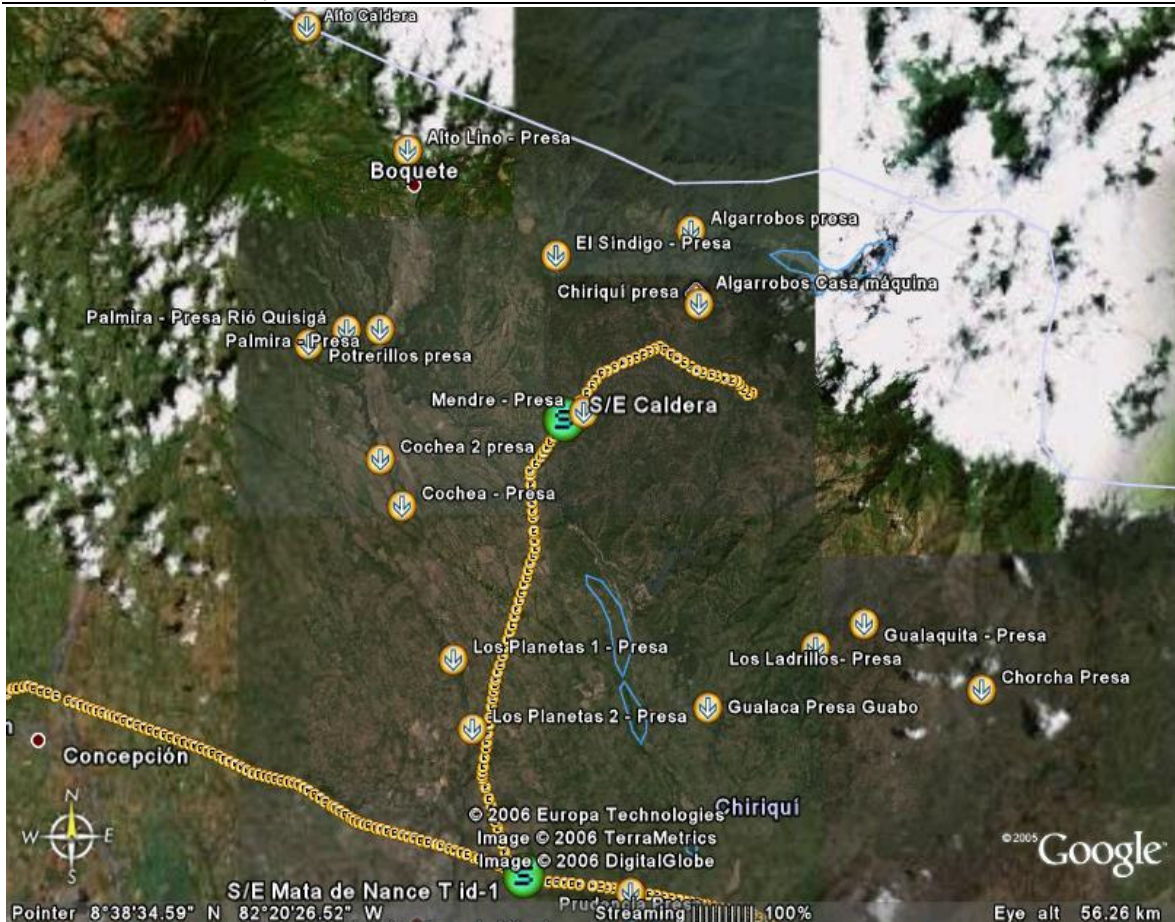 Alto Caldera
Alto Lino - Presa
Boquete
Algarrobos presa
El Sindigo - Presa
Chiriquí presa
Algarrobos Casa máquina
Palmira - Presa Rió Quisigá
Palmira - Presa
Potrerillos presa
Mendre - Presa
S/E Caldera
Cochea 2 presa
Cochea - Presa
Gualaquita - Presa
Los Planetas 1 - Presa
Los Ladrillos- Presa
Chorcha Presa
Gualaca Presa Guabo
Los Planetas 2 - Presa
Concepción
N
W
E
S
Chiriquí
© 2006 Europa Technologies
Image © 2006 TerraMetrics
Image © 2006 DigitalGlobe
©2005 Google™
S/E Mata de Nance T id-1
Prudencia
Pointer 8°38'34.59" N 82°20'26.52" W
Streaming |||||||||| 100%
Eye alt 56.26 km